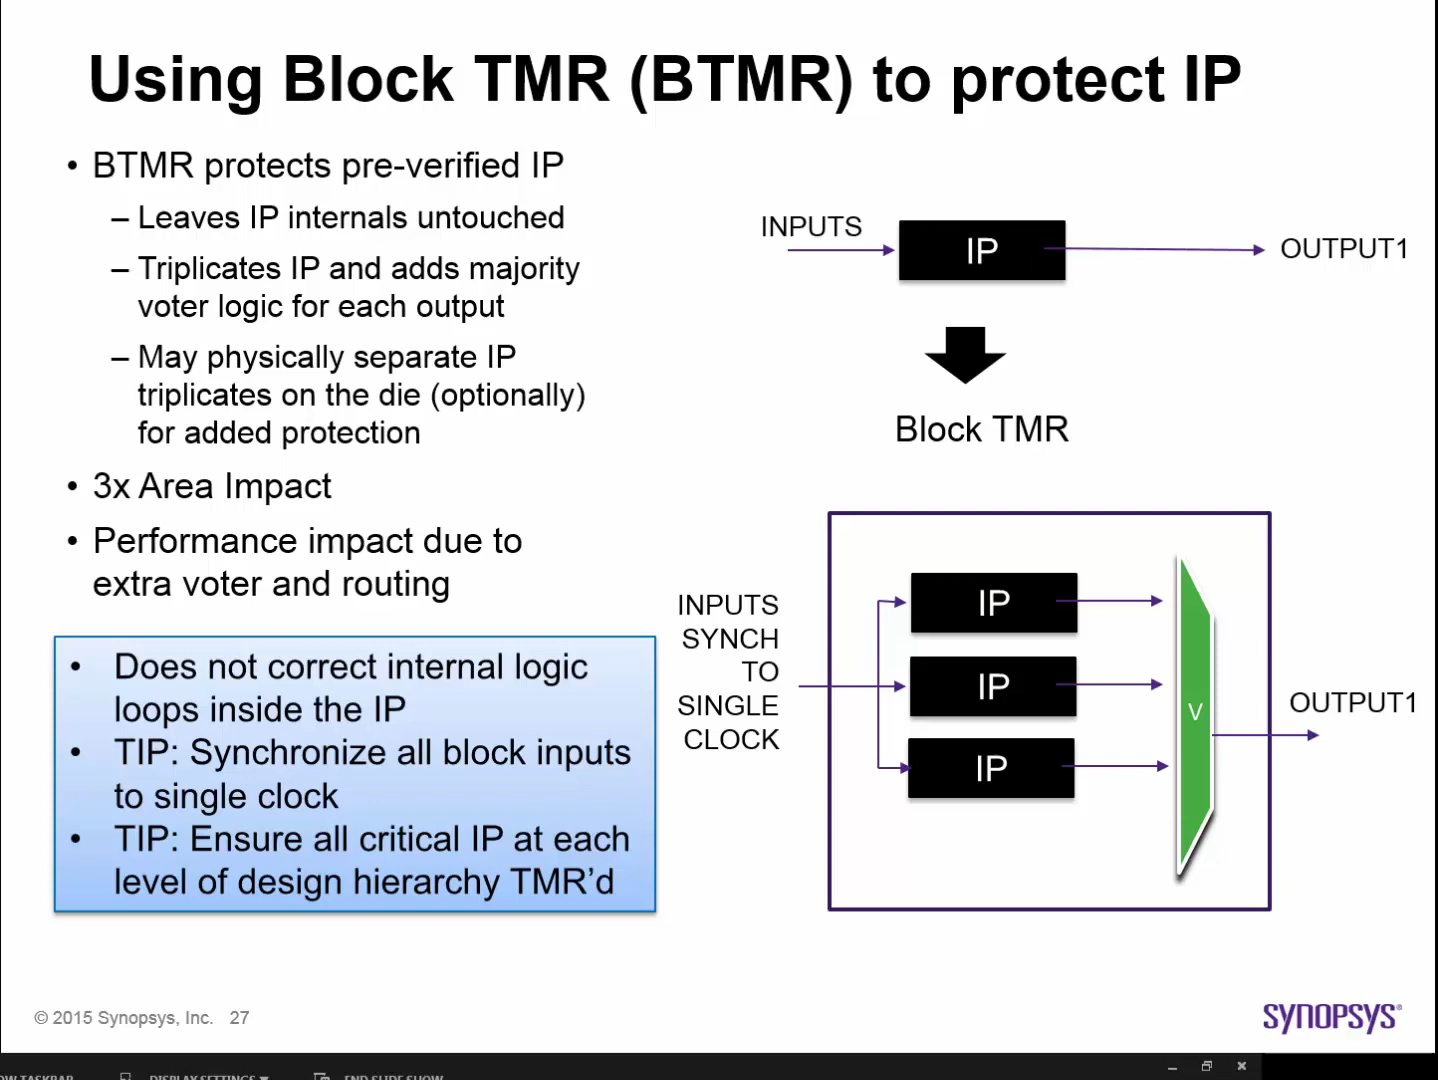 Using Block TMR (BTMR) to protect IP
• BTMR protects pre-verified IP
– Leaves IP internals untouched
– Triplicates IP and adds majority
voter logic for each output
– May physically separate IP
triplicates on the die (optionally)
for added protection
• 3x Area Impact
• Performance impact due to
extra voter and routing
• Does not correct internal logic
loops inside the IP
• TIP: Synchronize all block inputs
to single clock
• TIP: Ensure all critical IP at each
level of design hierarchy TMR'd
INPUTS
IP
OUTPUT1
Block TMR
INPUTS
SYNCH
TO
SINGLE
CLOCK
IP
IP
IP
V
OUTPUT1
© 2015 Synopsys, Inc. 27
SYNOPSYS®
OW TASKBAR
DISPLAY SETTINGS ▼
END SLIDE SHOW